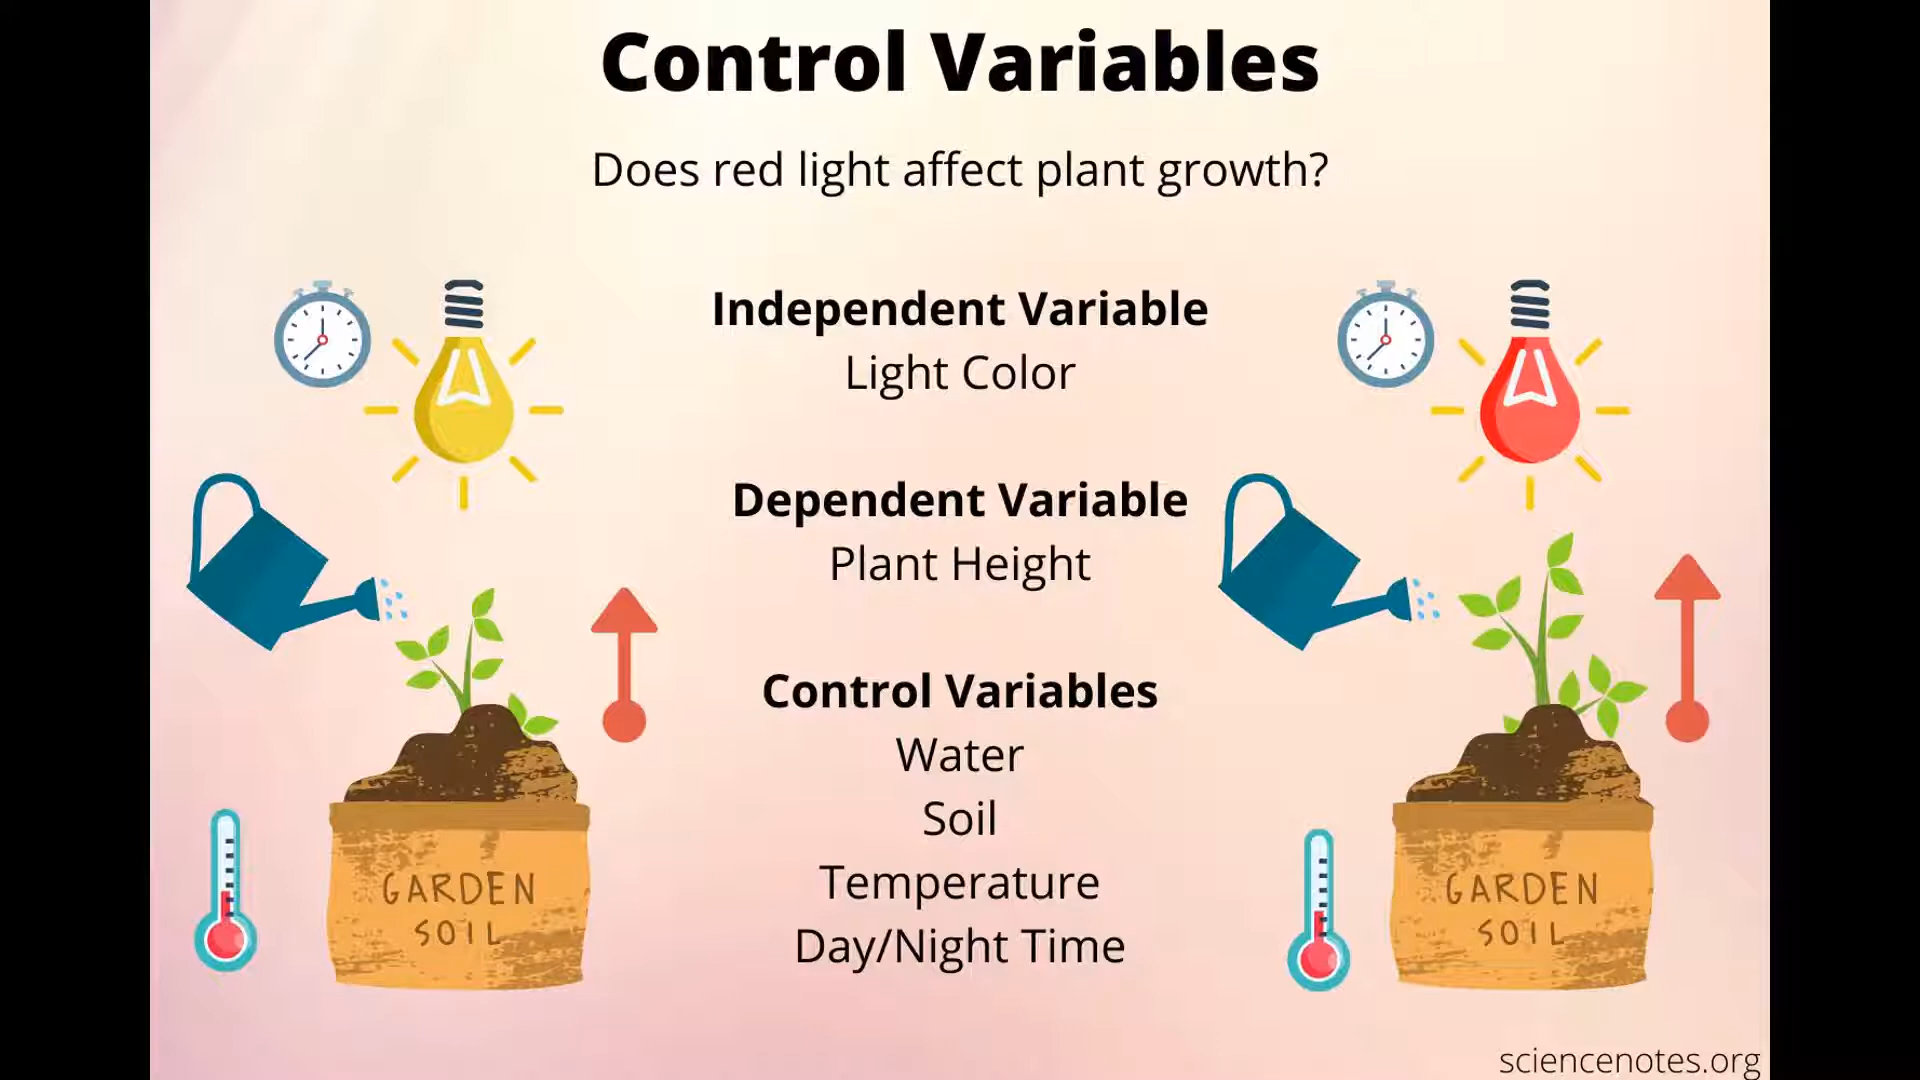 Control Variables
Does red light affect plant growth?
Independent Variable
Light Color
Dependent Variable
Plant Height
Control Variables
Water
Soil
Temperature
Day/Night Time
GARDEN
SOIL
GARDEN
SOIL
sciencenotes.org